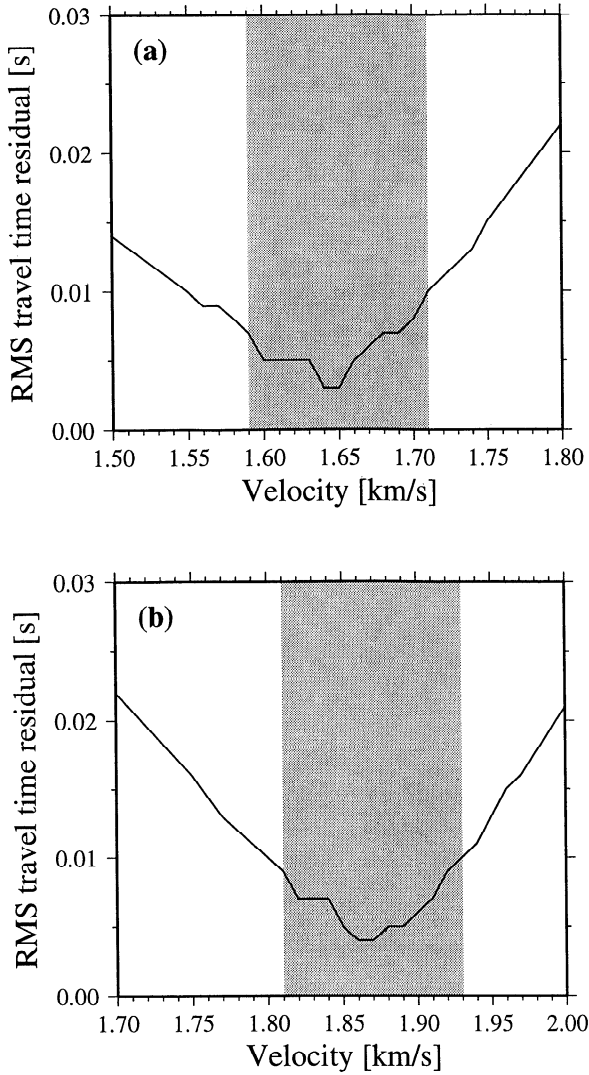 (a)
RMS travel time residual [s]
0.03
0.02
0.01
0.00
1.50 1.55 1.60 1.65 1.70 1.75 1.80
Velocity [km/s]
(b)
RMS travel time residual [s]
0.03
0.02
0.01
0.00
1.70 1.75 1.80 1.85 1.90 1.95 2.00
Velocity [km/s]